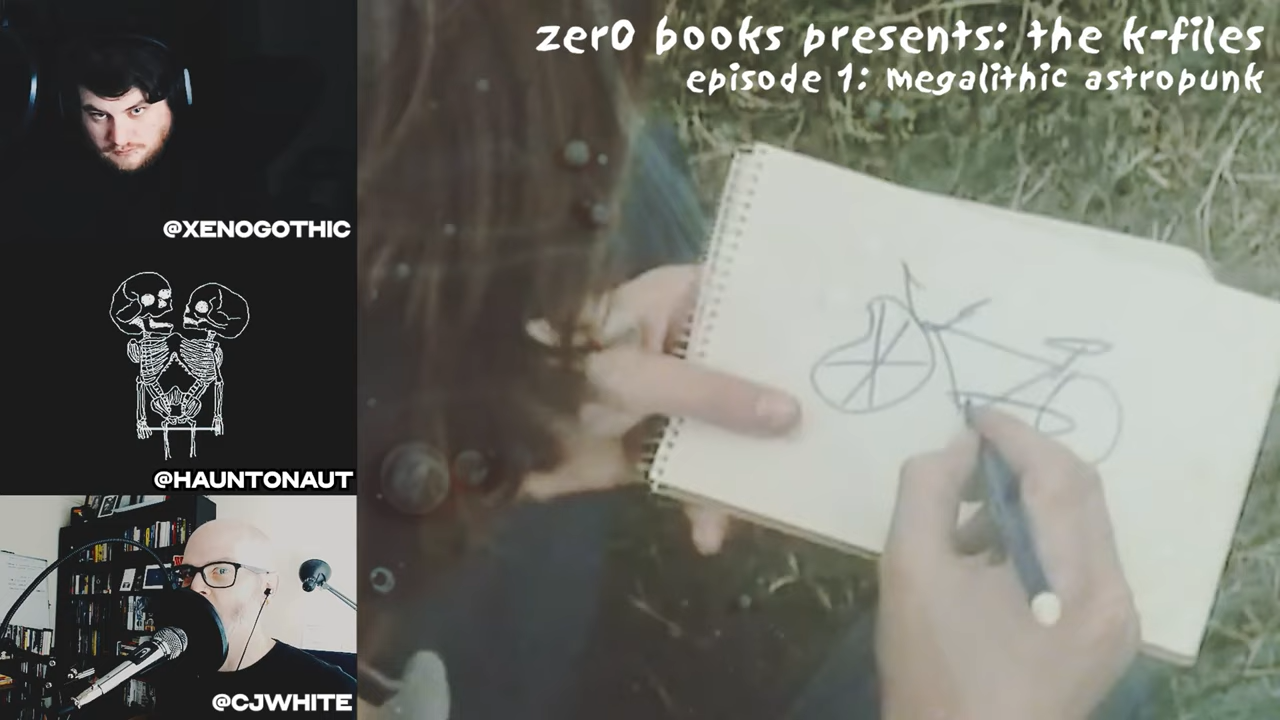 zer0 books presents: the k-files
episode 1: megalithic astropunk
@XENOGOTHIC
@HAUNTONAUT
@CJWHITE